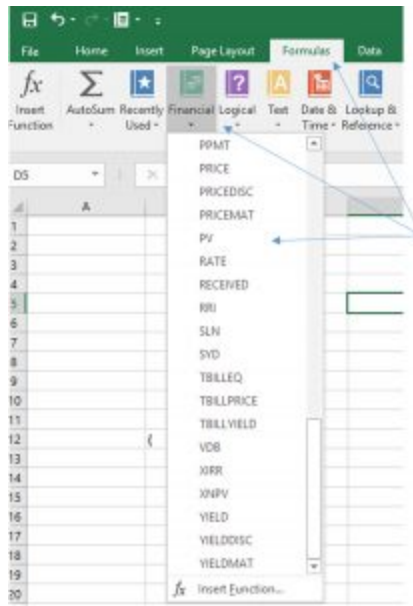 File Home Insert Page Layout Formulas Data
fx Σ ? A
Insert Function AutoSum Recently Used Financial Logical Text Date & Time Lookup & Reference
D5
A
1
2
3
4
5
6
7
8
9
10
11
12 (
13
14
15
16
17
18
19
20
PPMT
PRICE
PRICEDISC
PRICEMAT
PV
RATE
RECEIVED
RRI
SLN
SYD
TBILLEQ
TBILLPRICE
TBILLYIELD
VDB
XIRR
XNPV
YIELD
YIELDDISC
YIELDMAT
fx Insert Function...